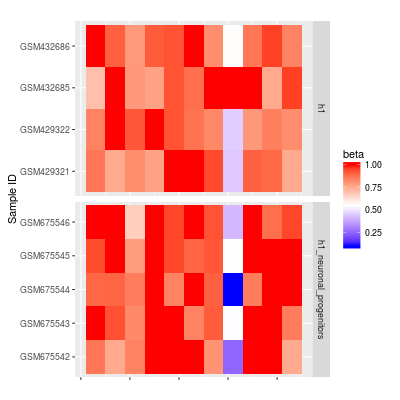 GSM432686
GSM432685
GSM429322
GSM429321
h1
GSM675546
GSM675545
GSM675544
GSM675543
GSM675542
h1_neuronal_progenitors
Sample ID
beta
1.00
0.75
0.50
0.25